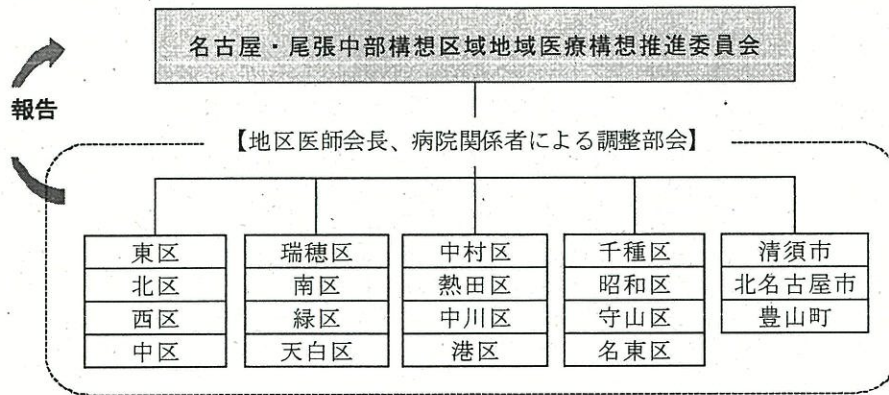 名古屋・尾張中部構想区域地域医療構想推進委員会
報告
【地区医師会長、病院関係者による調整部会】
東区
北区
西区
中区
瑞穂区
南区
緑区
天白区
中村区
熱田区
中川区
港区
千種区
昭和区
守山区
名東区
清須市
北名古屋市
豊山町